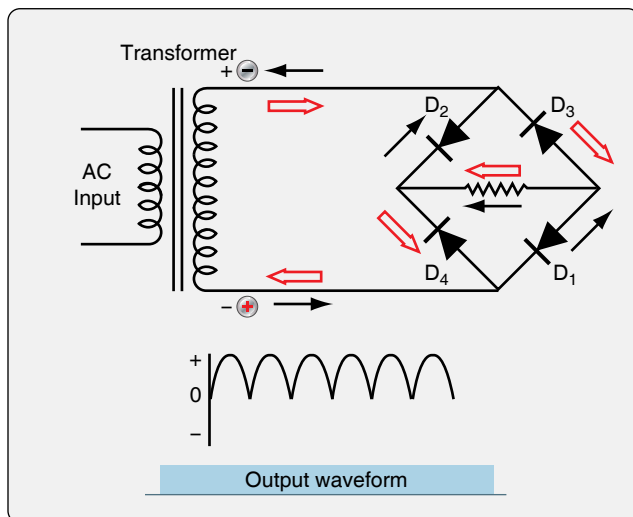 Transformer
+ −
D2
D3
AC
Input
D4
D1
− +
+
0
−
Output waveform